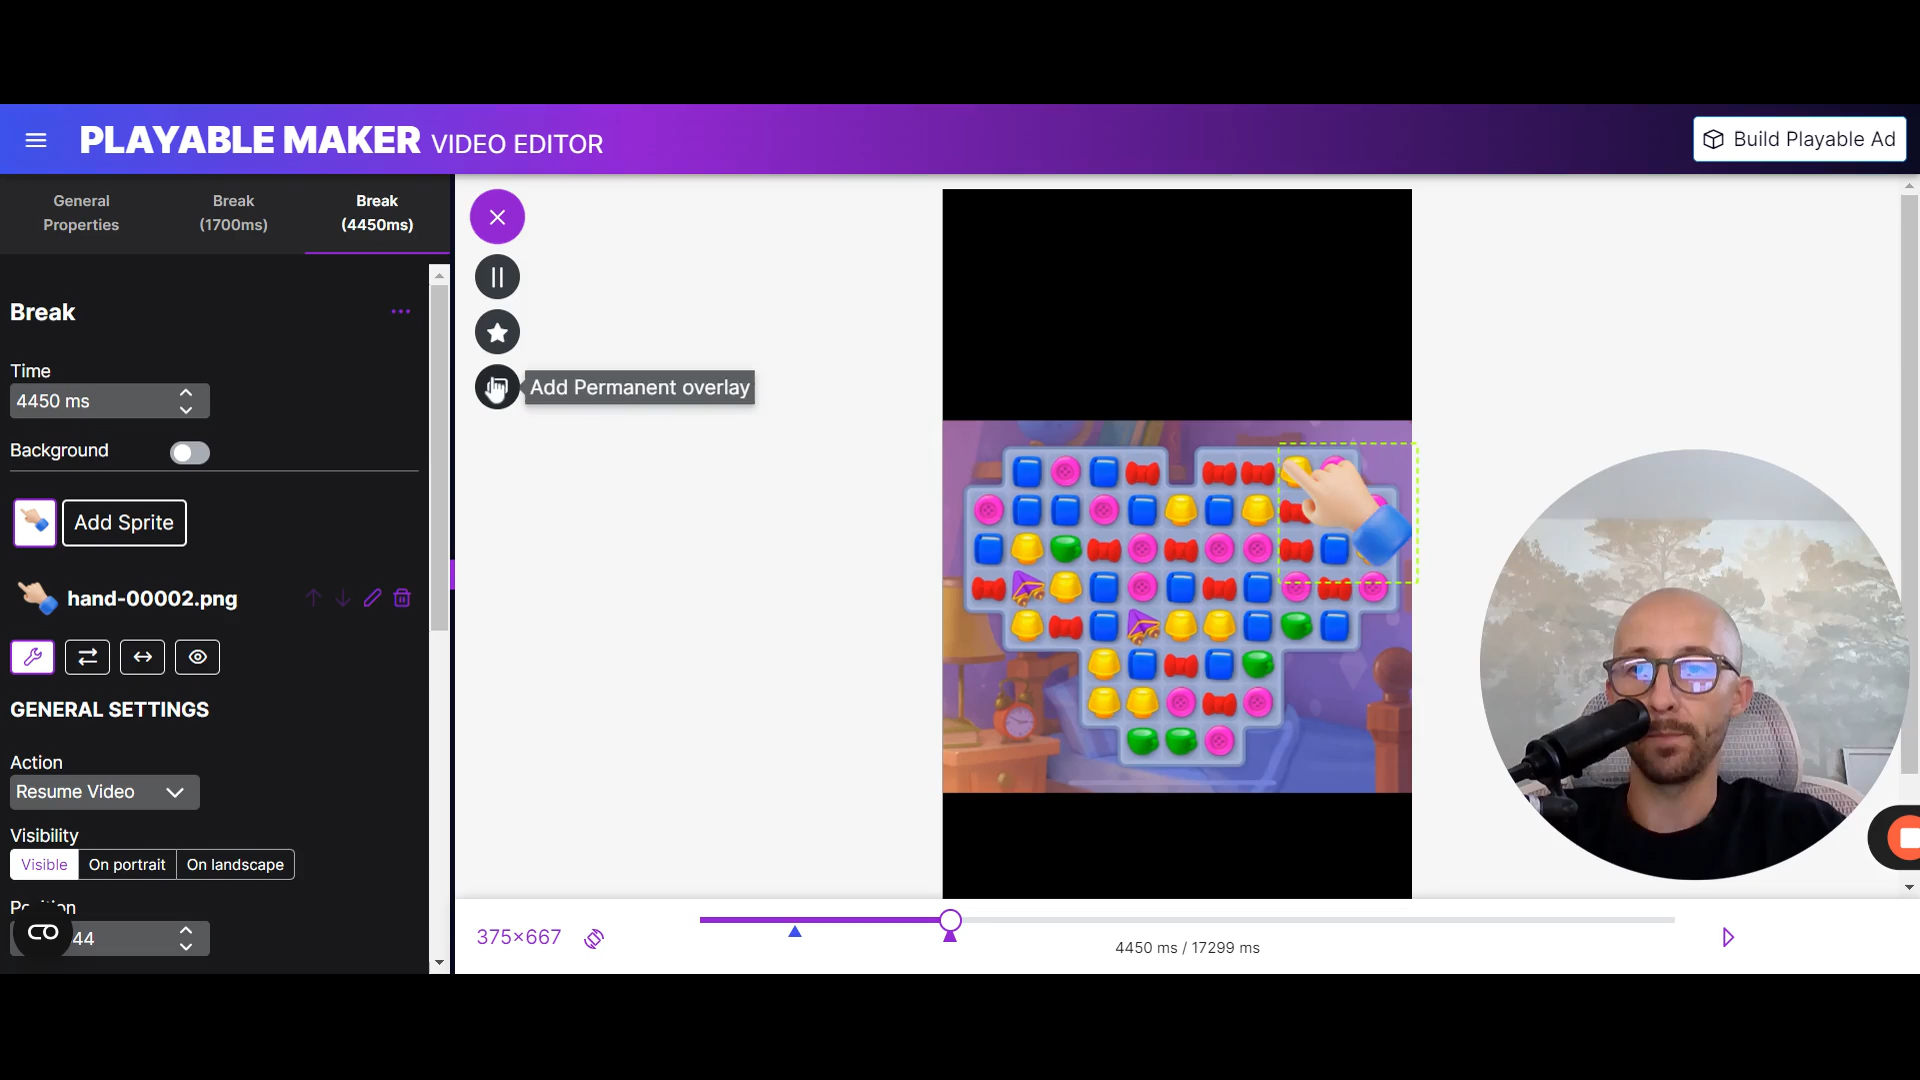 PLAYABLE MAKER VIDEO EDITOR
Build Playable Ad
General Properties
Break (1700ms)
Break (4450ms)
Break
Time
4450 ms
Background
Add Sprite
hand-00002.png
GENERAL SETTINGS
Action
Resume Video
Visibility
Visible
On portrait
On landscape
44
Add Permanent overlay
375×667
4450 ms / 17299 ms